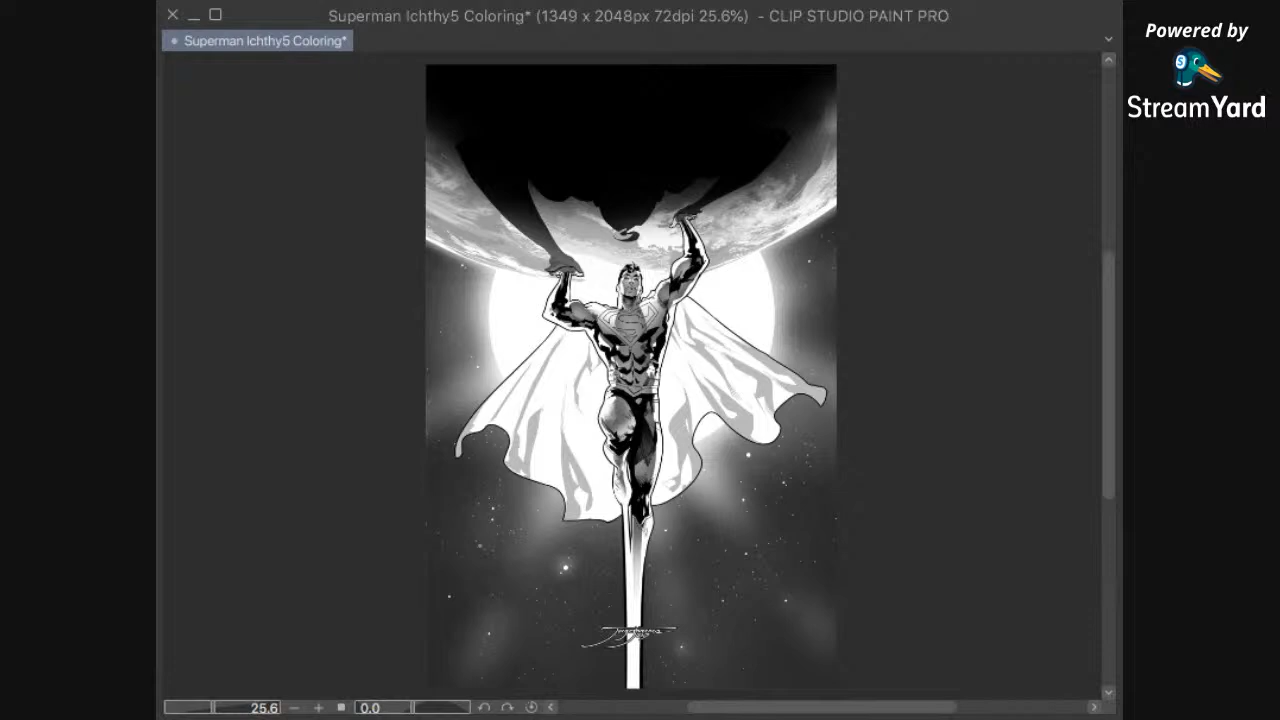 Superman Ichthy5 Coloring* (1349 x 2048px 72dpi 25.6%) - CLIP STUDIO PAINT PRO
Superman Ichthy5 Coloring*
Powered by
StreamYard
25.6
0.0